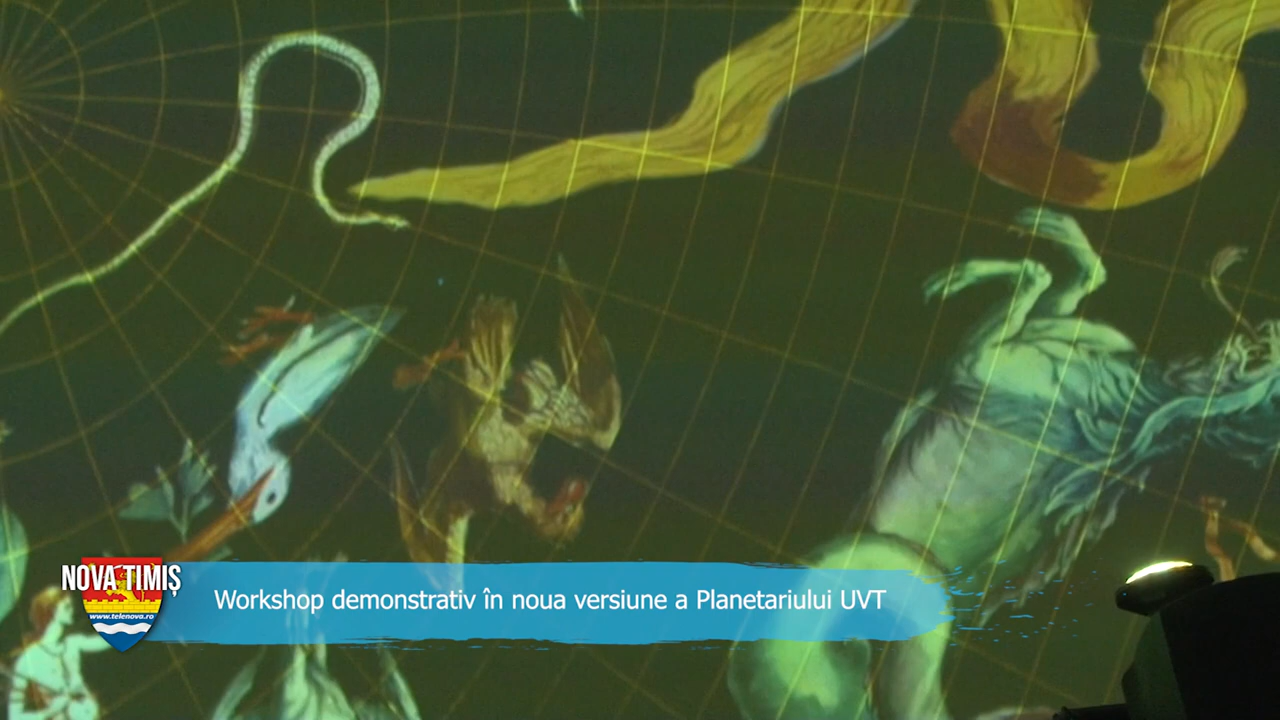 NOVA TIMIȘ
www.telenova.ro
Workshop demonstrativ în noua versiune a Planetariului UVT